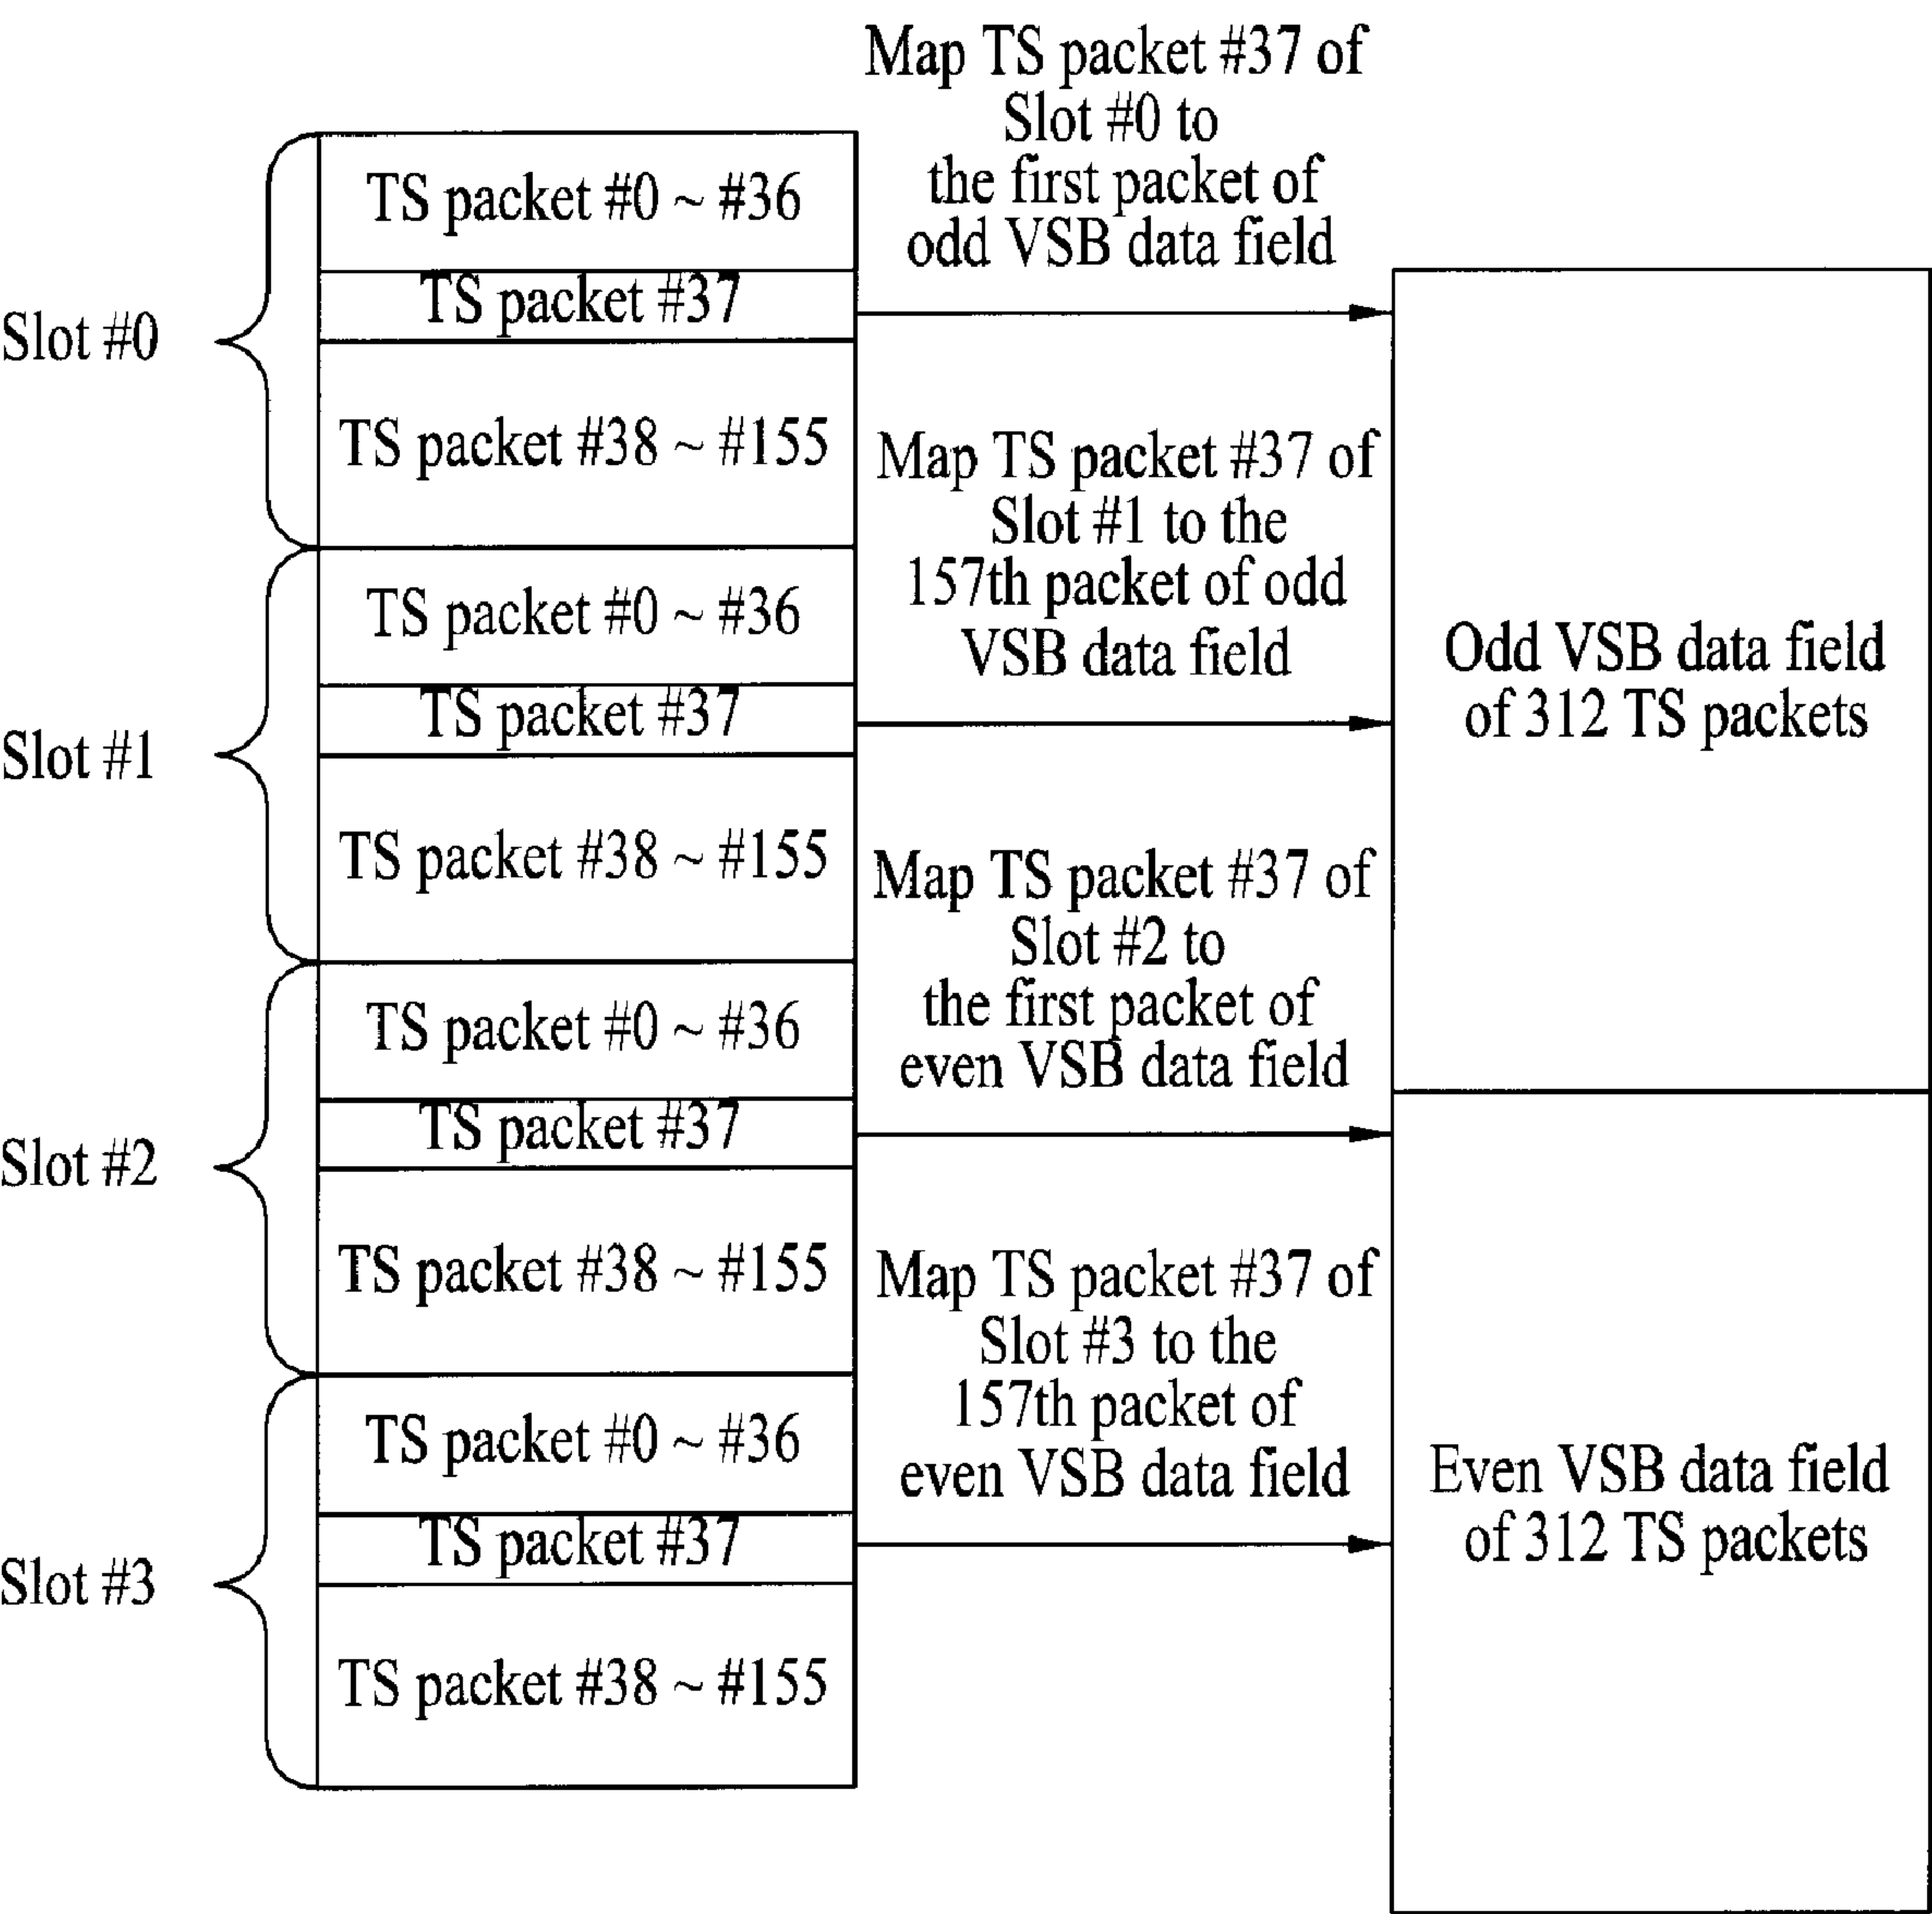 Map TS packet #37 of
Slot #0 to
the first packet of
odd VSB data field
Slot #0
TS packet #0 ~ #36
TS packet #37
TS packet #38 ~ #155
Map TS packet #37 of
Slot #1 to the
157th packet of odd
VSB data field
Slot #1
TS packet #0 ~ #36
TS packet #37
TS packet #38 ~ #155
Odd VSB data field
of 312 TS packets
Map TS packet #37 of
Slot #2 to
the first packet of
even VSB data field
Slot #2
TS packet #0 ~ #36
TS packet #37
TS packet #38 ~ #155
Map TS packet #37 of
Slot #3 to the
157th packet of
even VSB data field
Slot #3
TS packet #0 ~ #36
TS packet #37
TS packet #38 ~ #155
Even VSB data field
of 312 TS packets